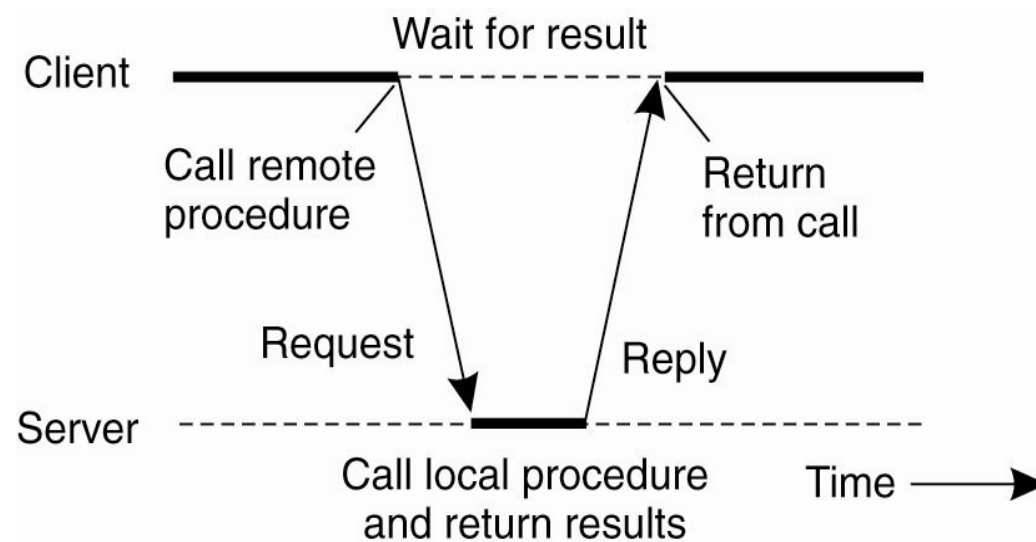 Wait for result
Client
Call remote
procedure
Return
from call
Request
Reply
Server
Call local procedure
and return results
Time